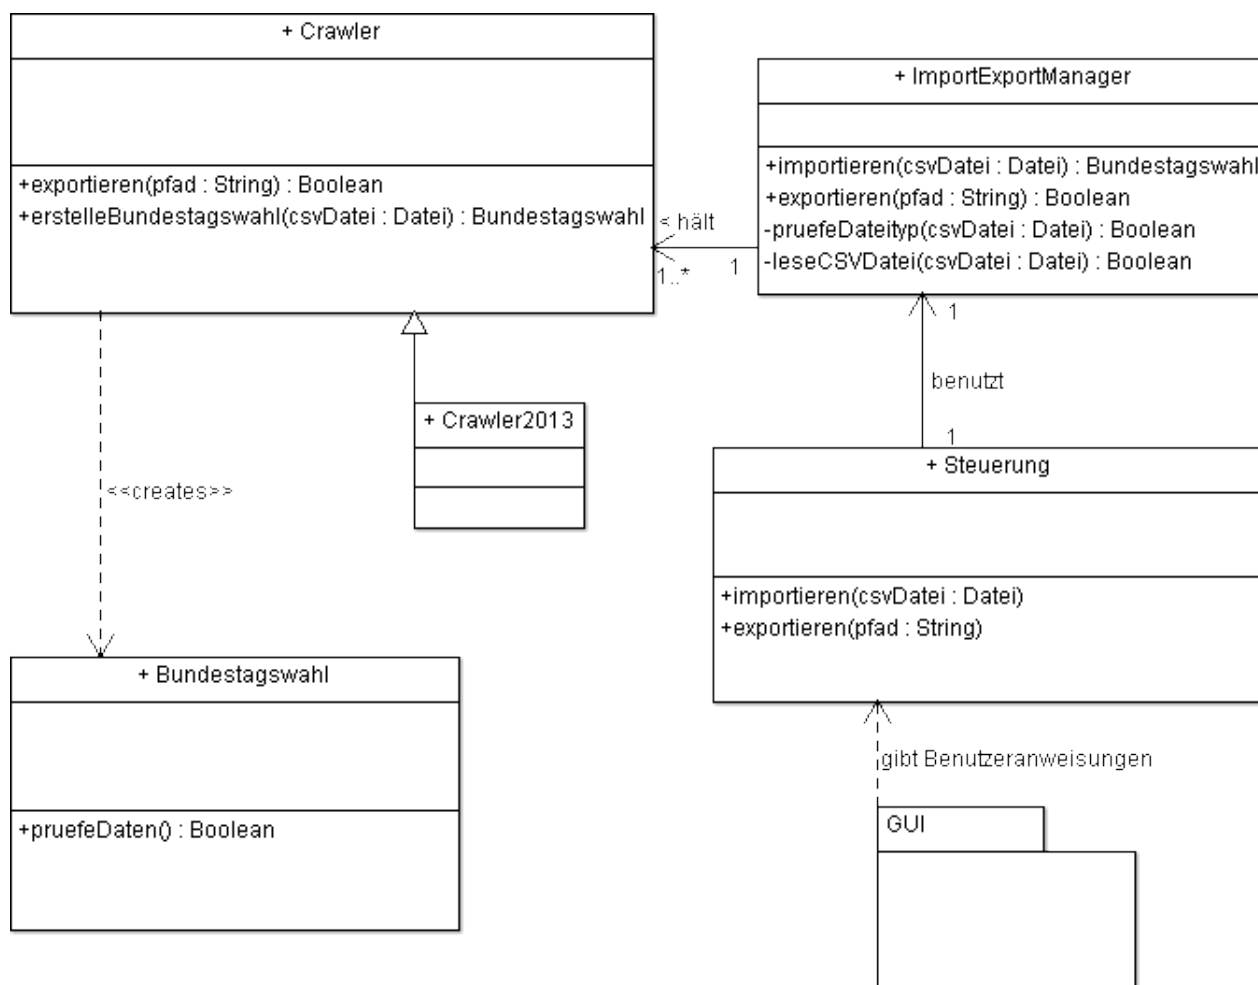 + Crawler
+exportieren(pfad : String) : Boolean
+erstelleBundestagswahl(csvDatei : Datei) : Bundestagswahl
+ ImportExportManager
+importieren(csvDatei : Datei) : Bundestagswahl
+exportieren(pfad : String) : Boolean
-pruefeDateityp(csvDatei : Datei) : Boolean
-leseCSVDatei(csvDatei : Datei) : Boolean
< hält
1..*
1
1
benutzt
1
+ Crawler2013
<<creates>>
+ Steuerung
+importieren(csvDatei : Datei)
+exportieren(pfad : String)
+ Bundestagswahl
+pruefeDaten() : Boolean
gibt Benutzeranweisungen
GUI